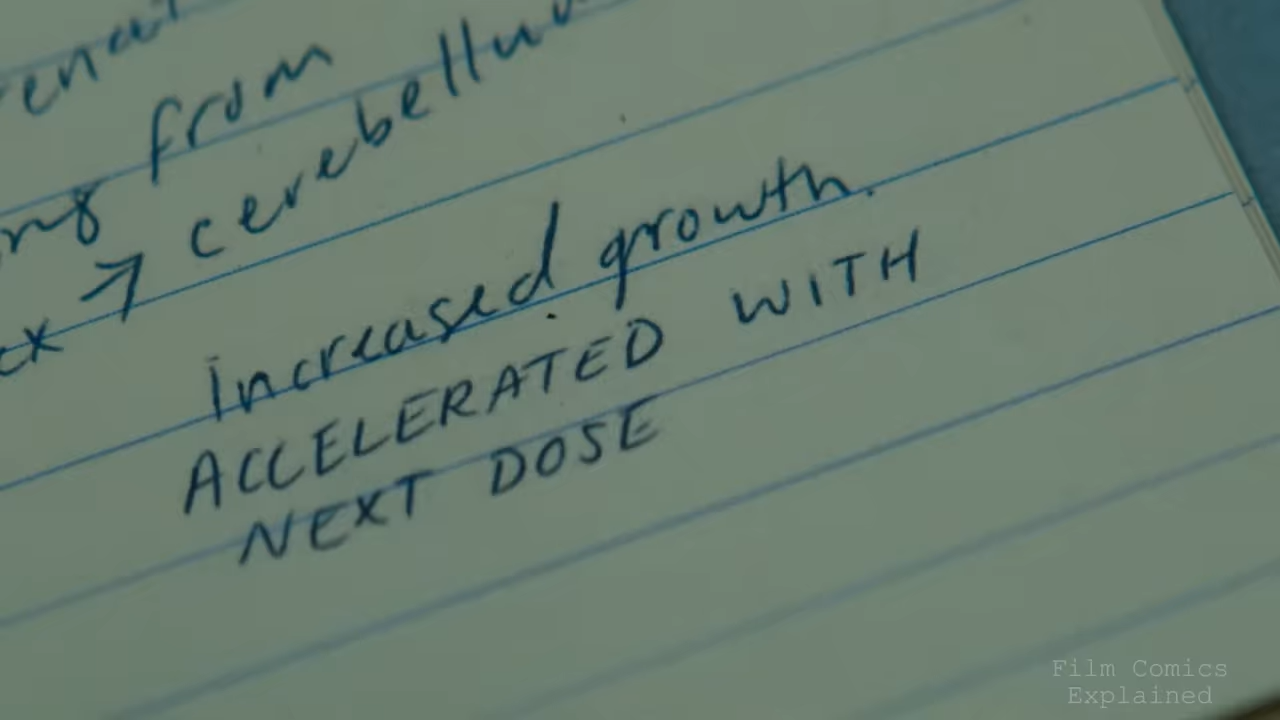 from
cerebellu
increased growth.
ACCELERATED WITH
NEXT DOSE
Film Comics
Explained